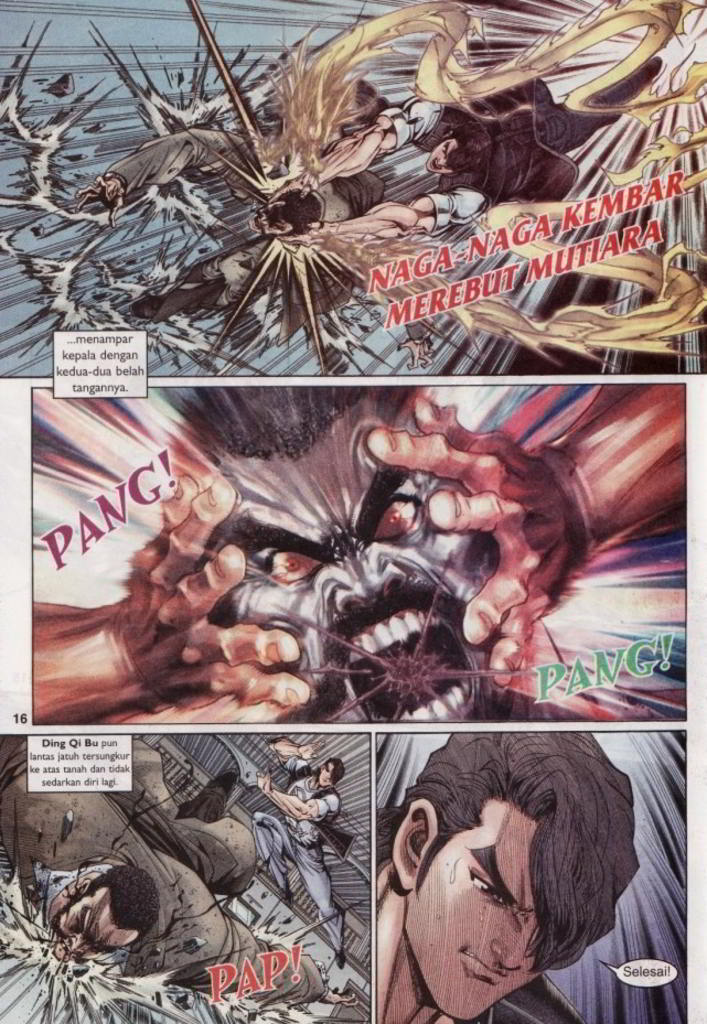 NAGA-NAGA KEMBAR
MEREBUT MUTIARA
...menampar
kepala dengan
kedua-dua belah
tangannya.
PANG!
PANG!
16
Ding Qi Bu pun
lantas jatuh tersungkur
ke atas tanah dan tidak
sedarkan diri lagi.
PAP!
Selesai!